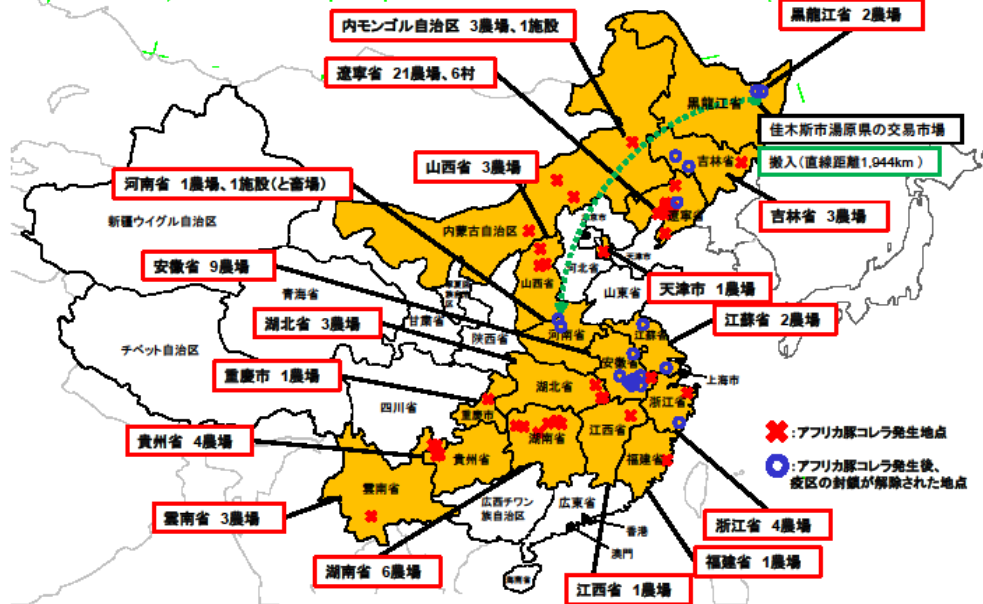 内モンゴル自治区 3農場、1施設
黒龍江省 2農場
遼寧省 21農場、6村
黒龍江省
佳木斯市湯原県の交易市場
山西省 3農場
吉林省
搬入(直線距離1,944km)
河南省 1農場、1施設(と畜場)
新疆ウイグル自治区
遼寧省
吉林省 3農場
内蒙古自治区
安徽省 9農場
天津市
河北省
山西省
山東省
天津市 1農場
青海省
甘粛省
陝西省
河南省
江蘇省
江蘇省 2農場
湖北省 3農場
チベット自治区
安徽省
上海市
重慶市 1農場
湖北省
浙江省
四川省
重慶市
:アフリカ豚コレラ発生地点
貴州省 4農場
湖南省
江西省
貴州省
福建省
:アフリカ豚コレラ発生後、
疫区の封鎖が解除された地点
雲南省
広西チワン
族自治区
広東省
雲南省 3農場
香港
浙江省 4農場
澳門
湖南省 6農場
福建省 1農場
海南省
江西省 1農場